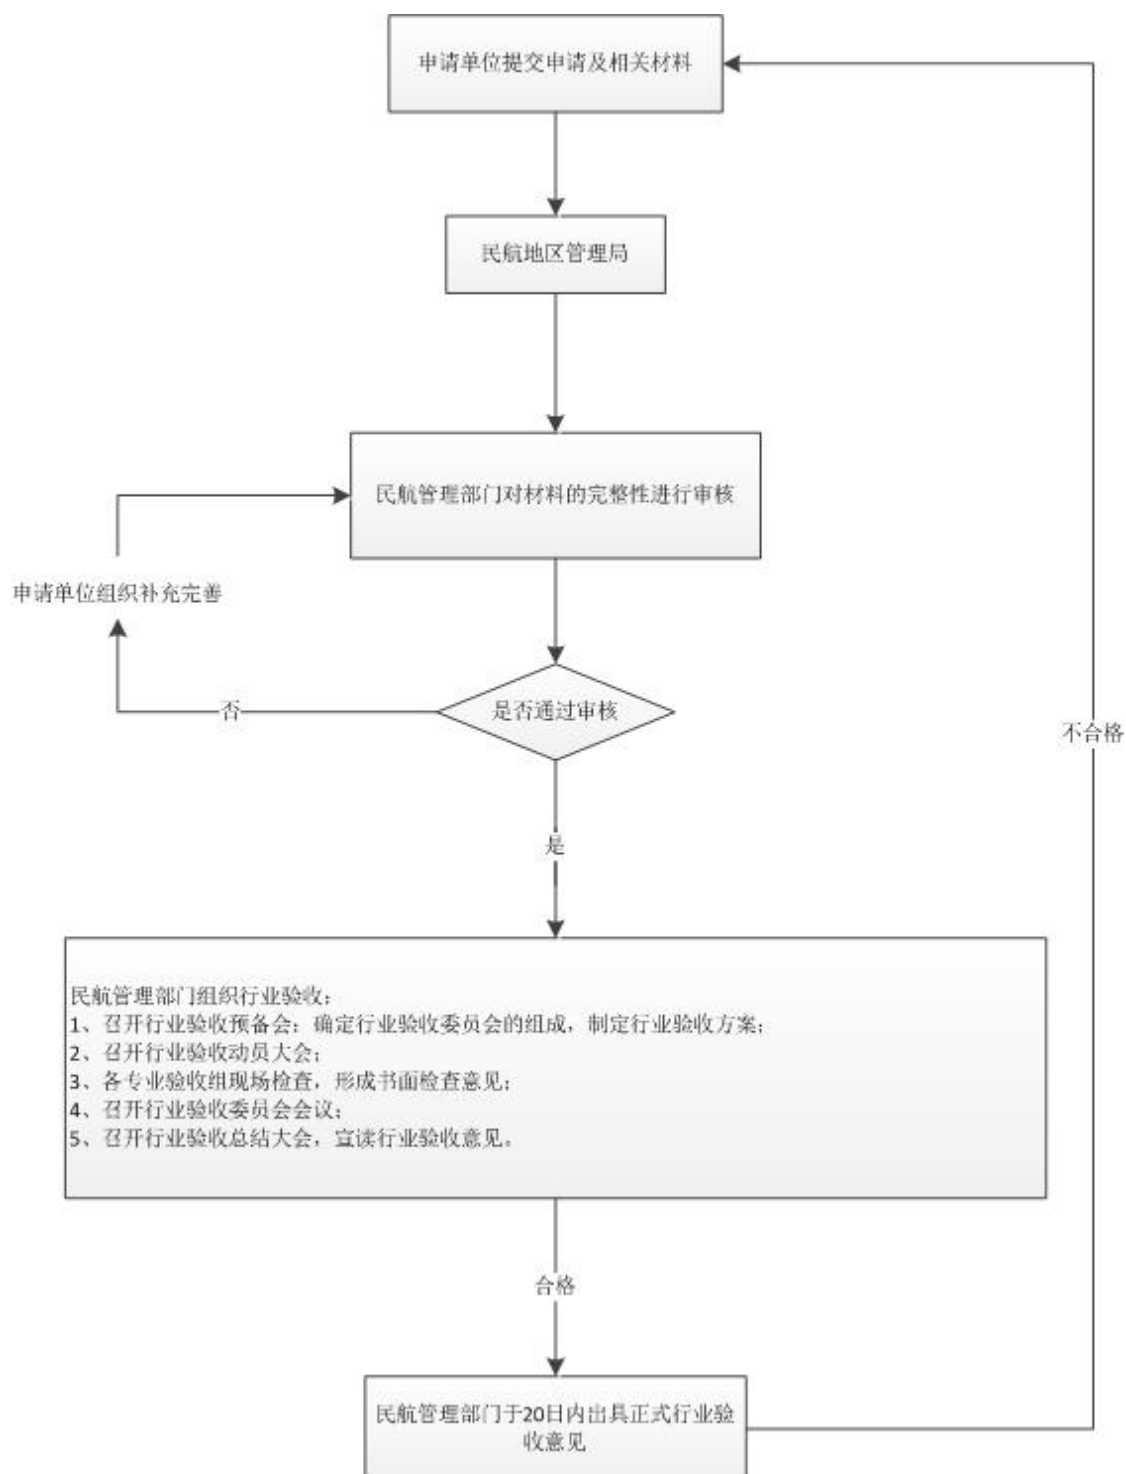 申请单位提交申请及相关材料
民航地区管理局
民航管理部门对材料的完整性进行审核
申请单位组织补充完善
是否通过审核
否
不合格
是
民航管理部门组织行业验收：
1、召开行业验收预备会：确定行业验收委员会的组成，制定行业验收方案；
2、召开行业验收动员大会；
3、各专业验收组现场检查，形成书面检查意见；
4、召开行业验收委员会会议；
5、召开行业验收总结大会，宣读行业验收意见。
合格
民航管理部门于20日内出具正式行业验
收意见